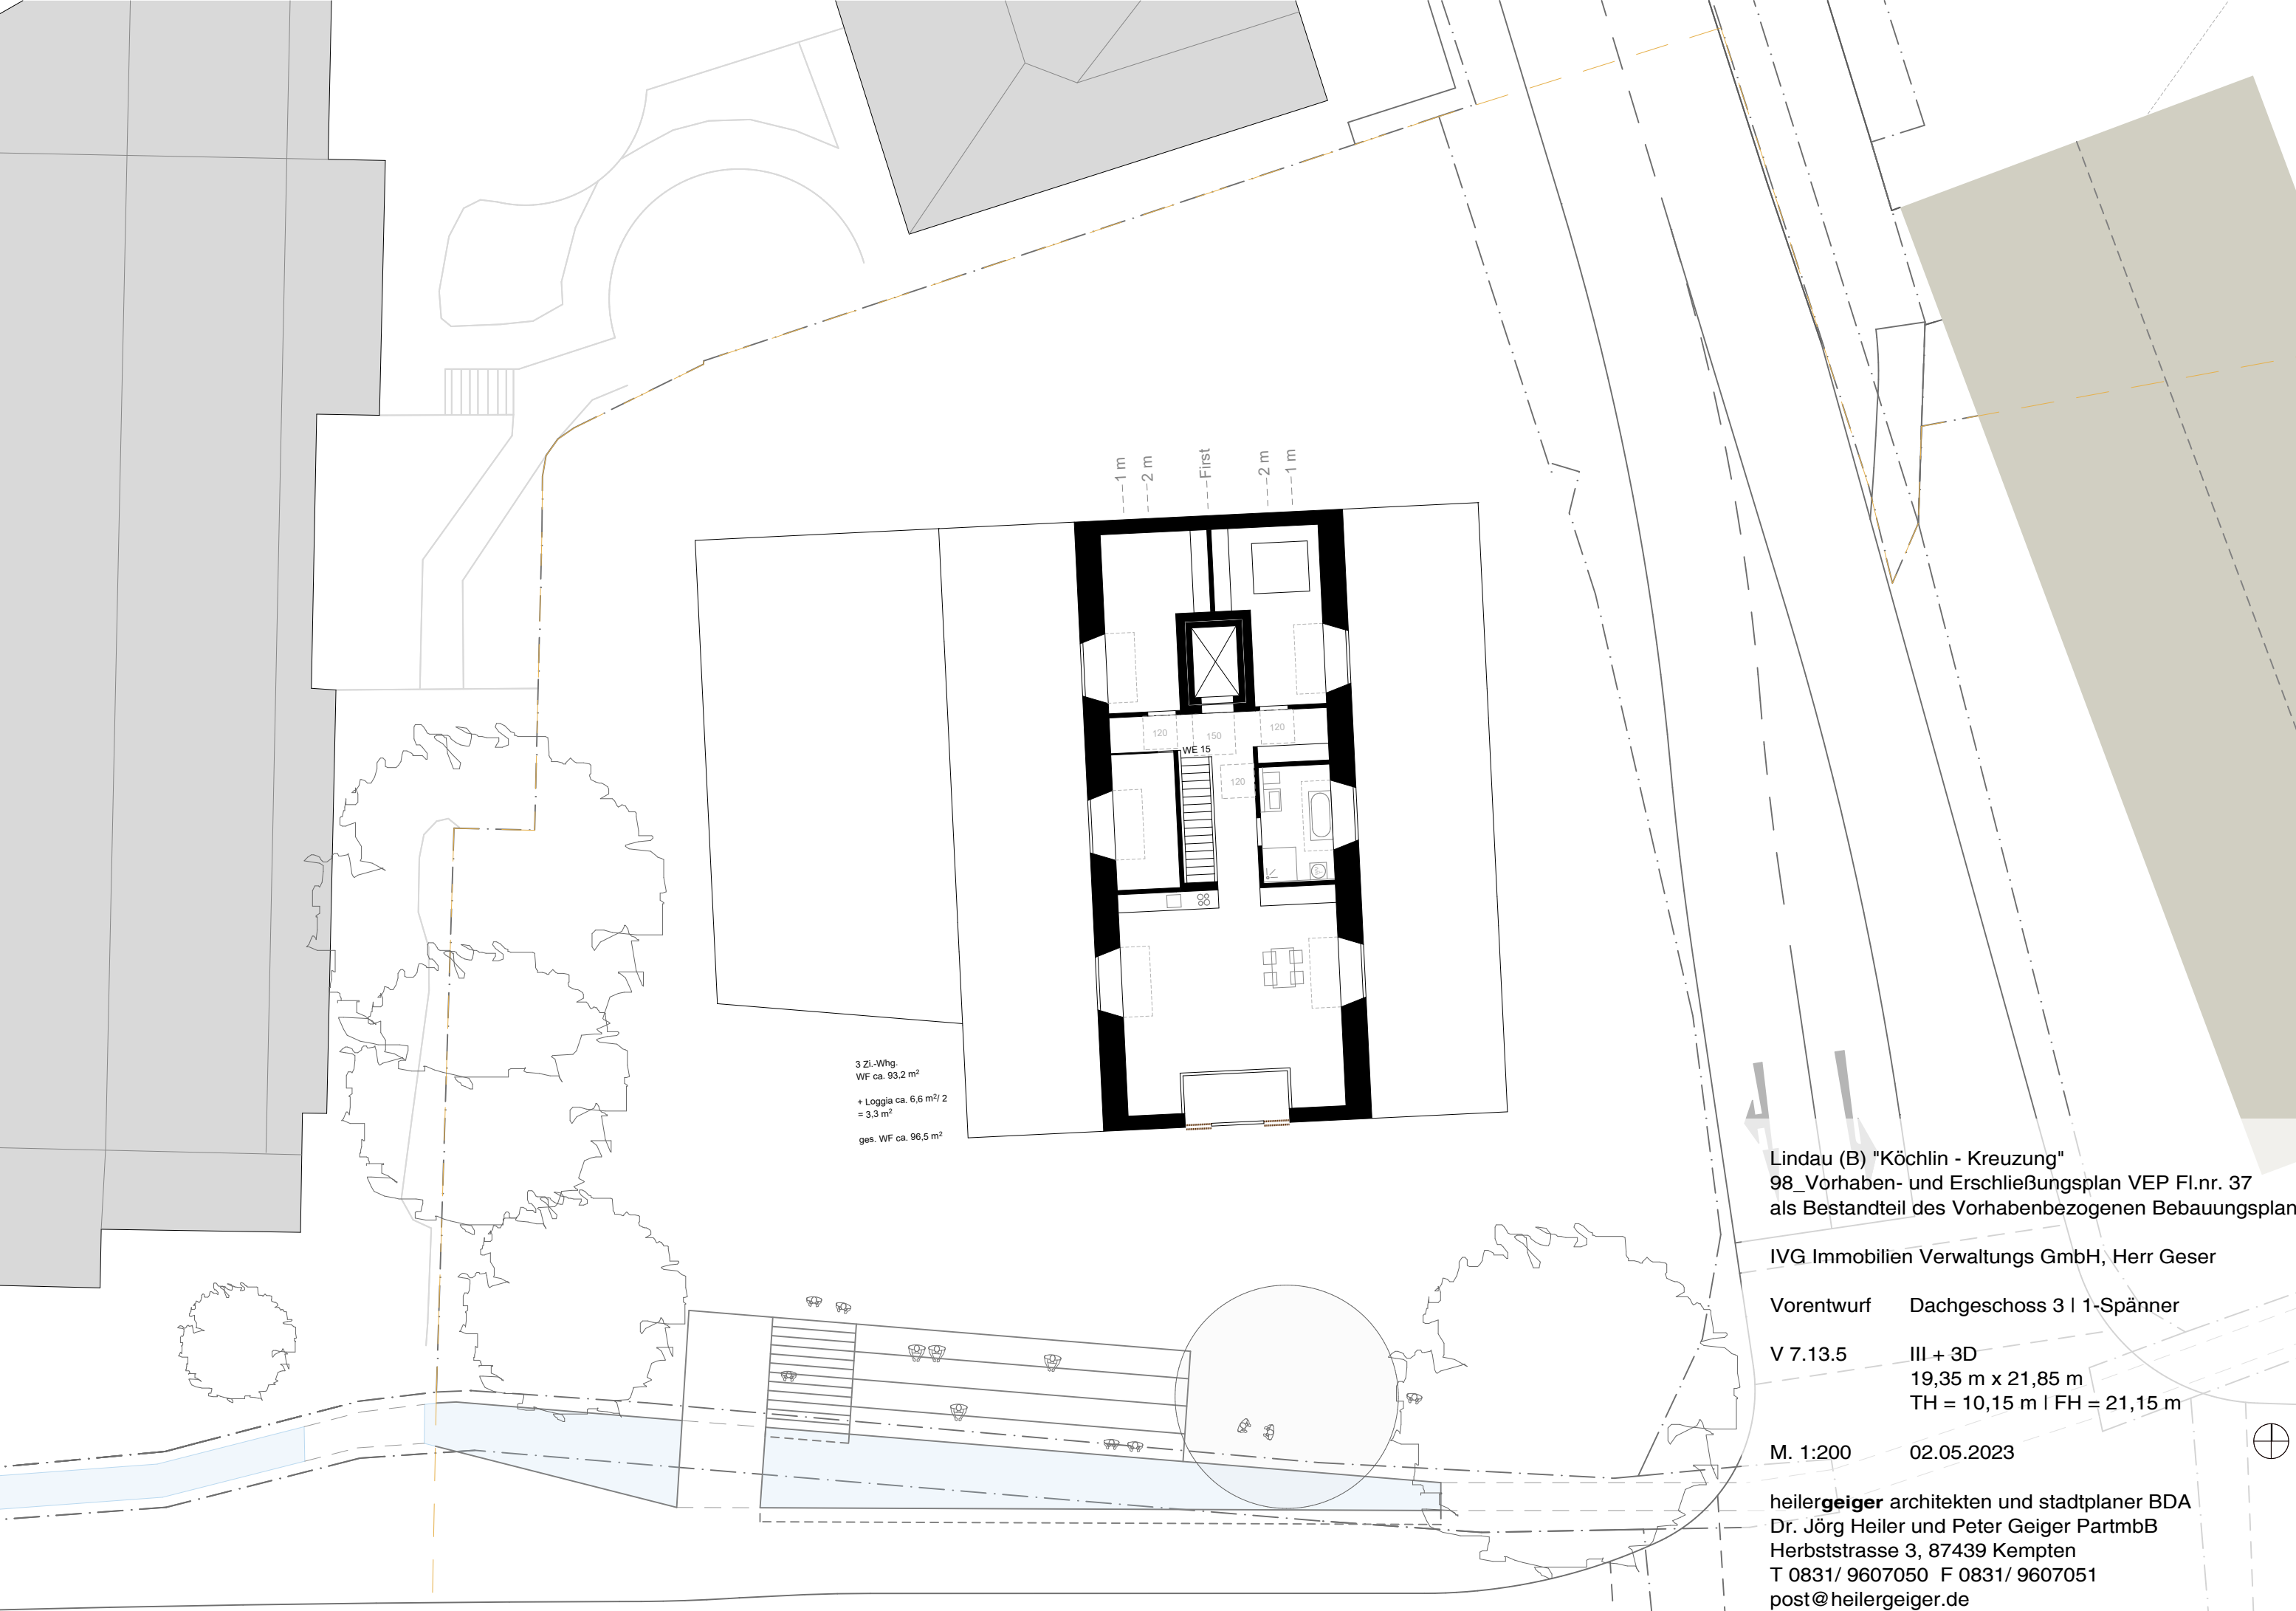 1 m
2 m
First
2 m
1 m
120
150
120
WE 15
120
3 Zi.-Whg.
WF ca. 93,2 m²
+ Loggia ca. 6,6 m²/ 2
= 3,3 m²
ges. WF ca. 96,5 m²
Lindau (B) "Köchlin - Kreuzung"
98_Vorhaben- und Erschließungsplan VEP Fl.nr. 37
als Bestandteil des Vorhabenbezogenen Bebauungsplan
IVG Immobilien Verwaltungs GmbH, Herr Geser
Vorentwurf Dachgeschoss 3 | 1-Spänner
V 7.13.5 III + 3D
19,35 m x 21,85 m
TH = 10,15 m | FH = 21,15 m
M. 1:200 02.05.2023
heilergeiger architekten und stadtplaner BDA
Dr. Jörg Heiler und Peter Geiger PartmbB
Herbststrasse 3, 87439 Kempten
T 0831/ 9607050 F 0831/ 9607051
post@heilergeiger.de